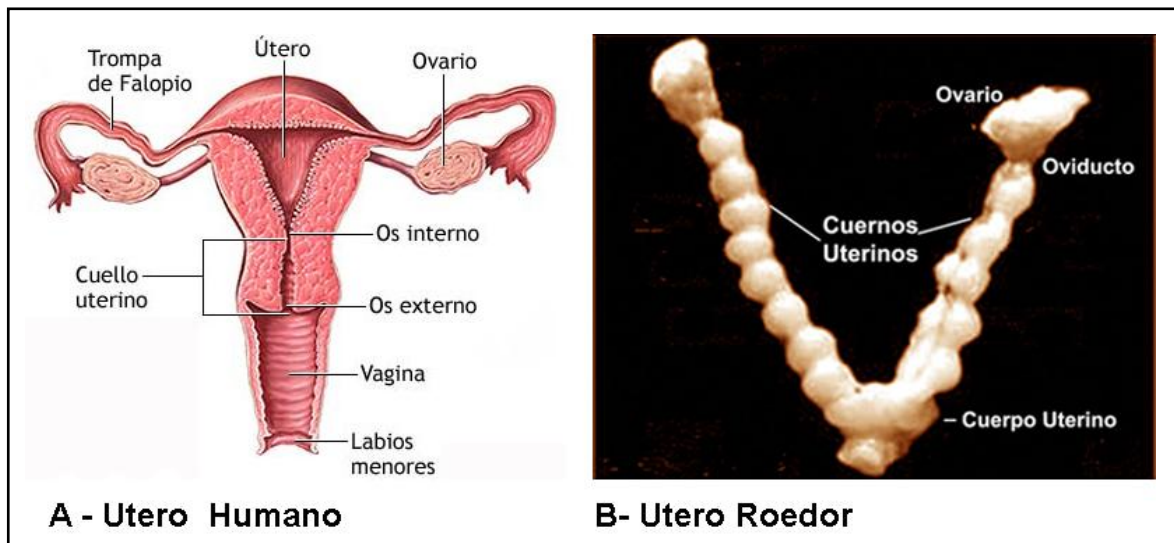 Trompa
de Falopio
Útero
Ovario
Os interno
Cuello
uterino
Os externo
Vagina
Labios
menores
A - Utero Humano
Ovario
Oviducto
Cuernos
Uterinos
– Cuerpo Uterino
B- Utero Roedor